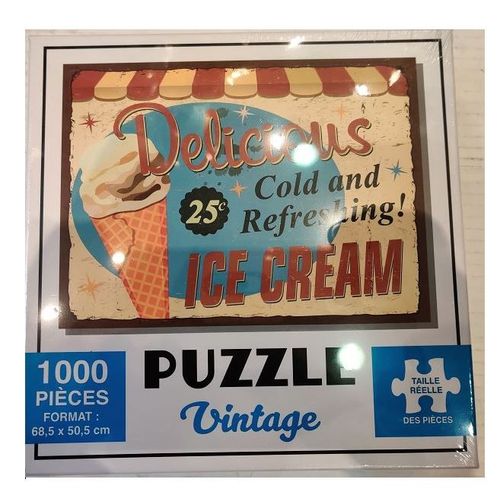 Delicious
Cold and
25c
Refreshing!
ICE CREAM
1000
PIÈCES
FORMAT :
68,5 x 50,5 cm
PUZZLE
Vintage
TAILLE
RÉELLE
DES PIÈCES